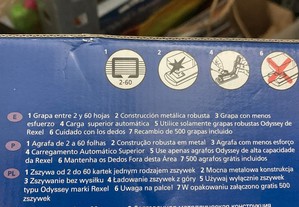 1 2 3 4 6
2-60
E 1 Grapa entre 2 y 60 hojas 2 Construcción metálica robusta 3 Grapa con menos
esfuerzo 4 Carga superior automática 5 Utilice solamente grapas robustas Odyssey de
Rexel 6 Cuidado con los dedos 7 Recambio de 500 grapas incluido
P 1 Agrafa de 2 a 60 folhas 2 Construção robusta em metal 3 Agrafa com menos esforço
4 Carregamento Automático Superior 5 Use apenas agrafos Odyssey de alta capacidade
da Rexel 6 Mantenha os Dedos Fora desta Área 7 500 agrafos grátis incluidos
PL 1 Zszywa od 2 do 60 kartek jednym rodzajem zszywek 2 Mocna metalowa konstrukcja
3 Zszywanie bez wysiłku 4 Ładowanie zszywek z góry 5 Używaj wyłącznie zszywek
typu Odyssey marki Rexel 6 Uwaga na palce! 7 W opakowaniu załączono gratis 500
zszywek